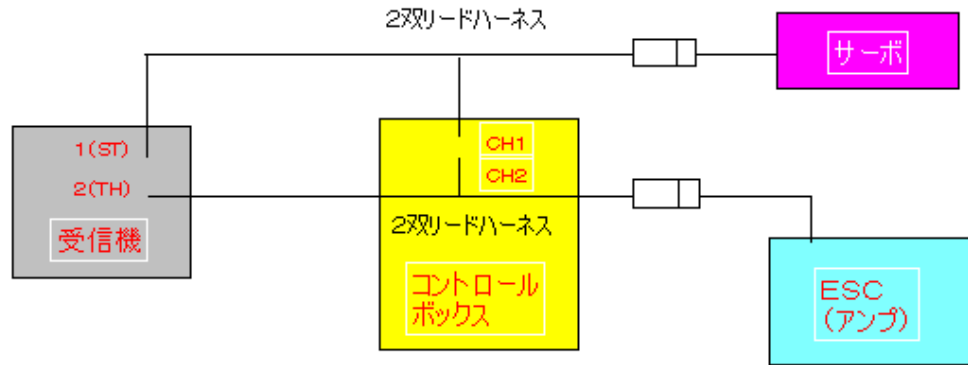 2双リードハーネス
サーボ
1(ST)
CH1
2(TH)
CH2
受信機
2双リードハーネス
コントロール
ボックス
ESC
(アンプ)